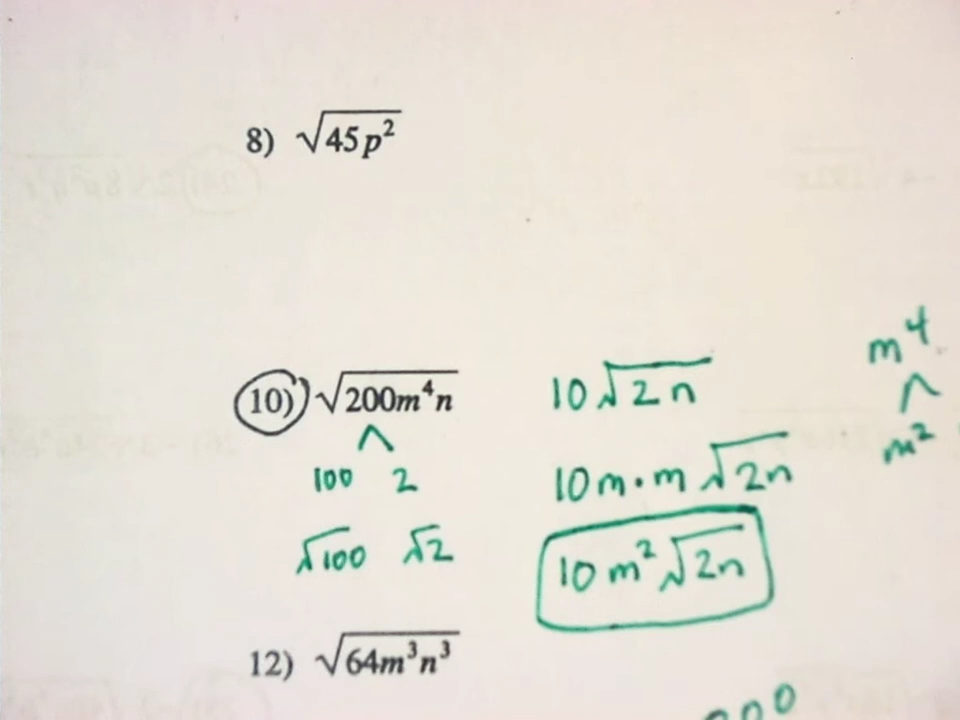 8) √45p²
10) √200m⁴n
100 2
√100 √2
10√2n
10m·m√2n
10m²√2n
m⁴
m²
12) √64m³n³